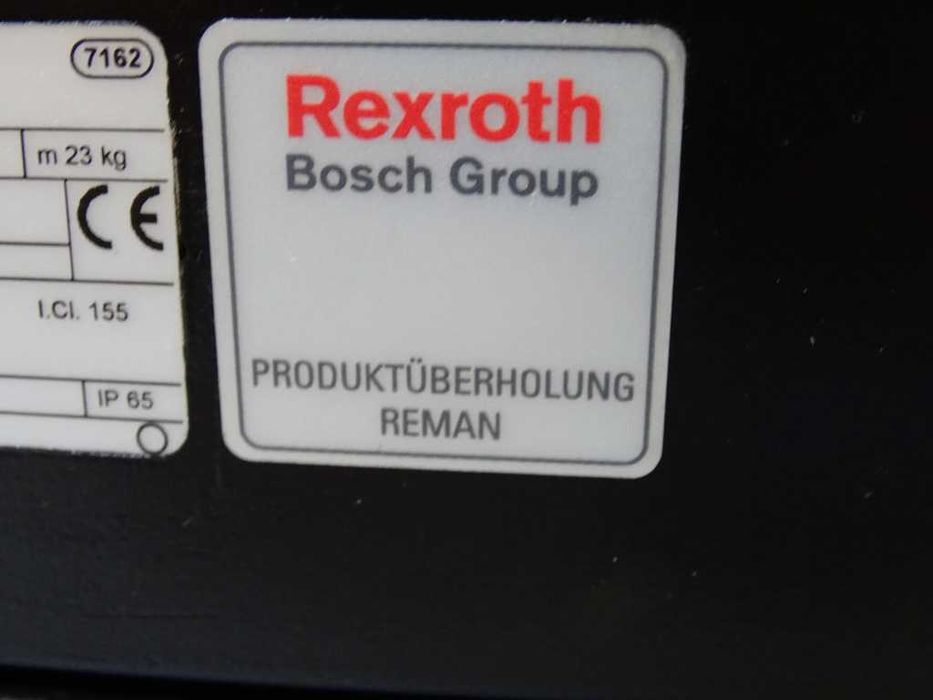 7162
m 23 kg
CE
I.Cl. 155
IP 65
Rexroth
Bosch Group
PRODUKTÜBERHOLUNG
REMAN